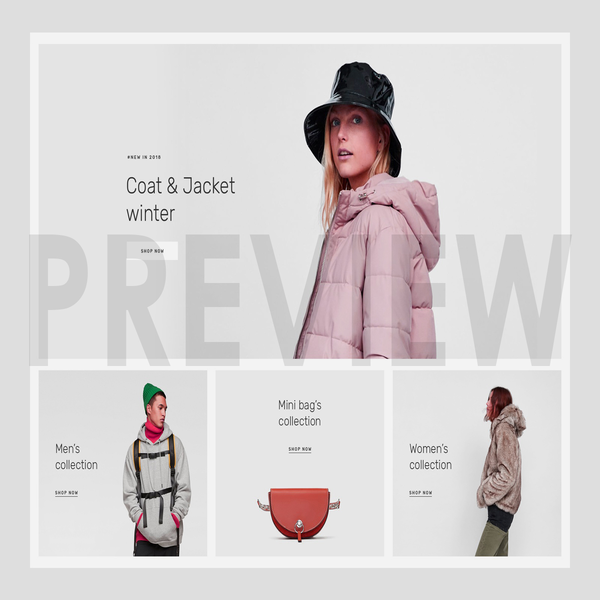 #NEW IN 2018
Coat & Jacket
winter
SHOP NOW
PREVIEW
Men's
collection
SHOP NOW
Mini bag's
collection
SHOP NOW
Women's
collection
SHOP NOW